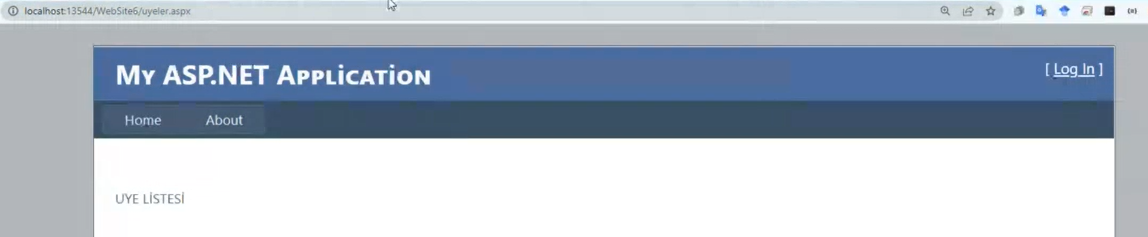 localhost:13544/WebSite6/uyeler.aspx
My ASP.NET Application
[ Log In ]
Home About
UYE LİSTESİ